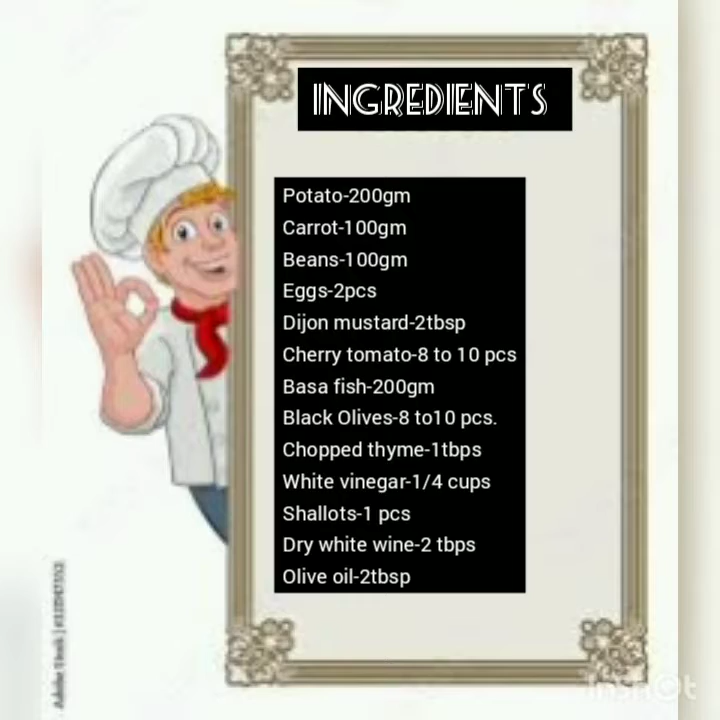 INGREDIENTS
Potato-200gm
Carrot-100gm
Beans-100gm
Eggs-2pcs
Dijon mustard-2tbsp
Cherry tomato-8 to 10 pcs
Basa fish-200gm
Black Olives-8 to10 pcs.
Chopped thyme-1tbps
White vinegar-1/4 cups
Shallots-1 pcs
Dry white wine-2 tbps
Olive oil-2tbsp
InShOt